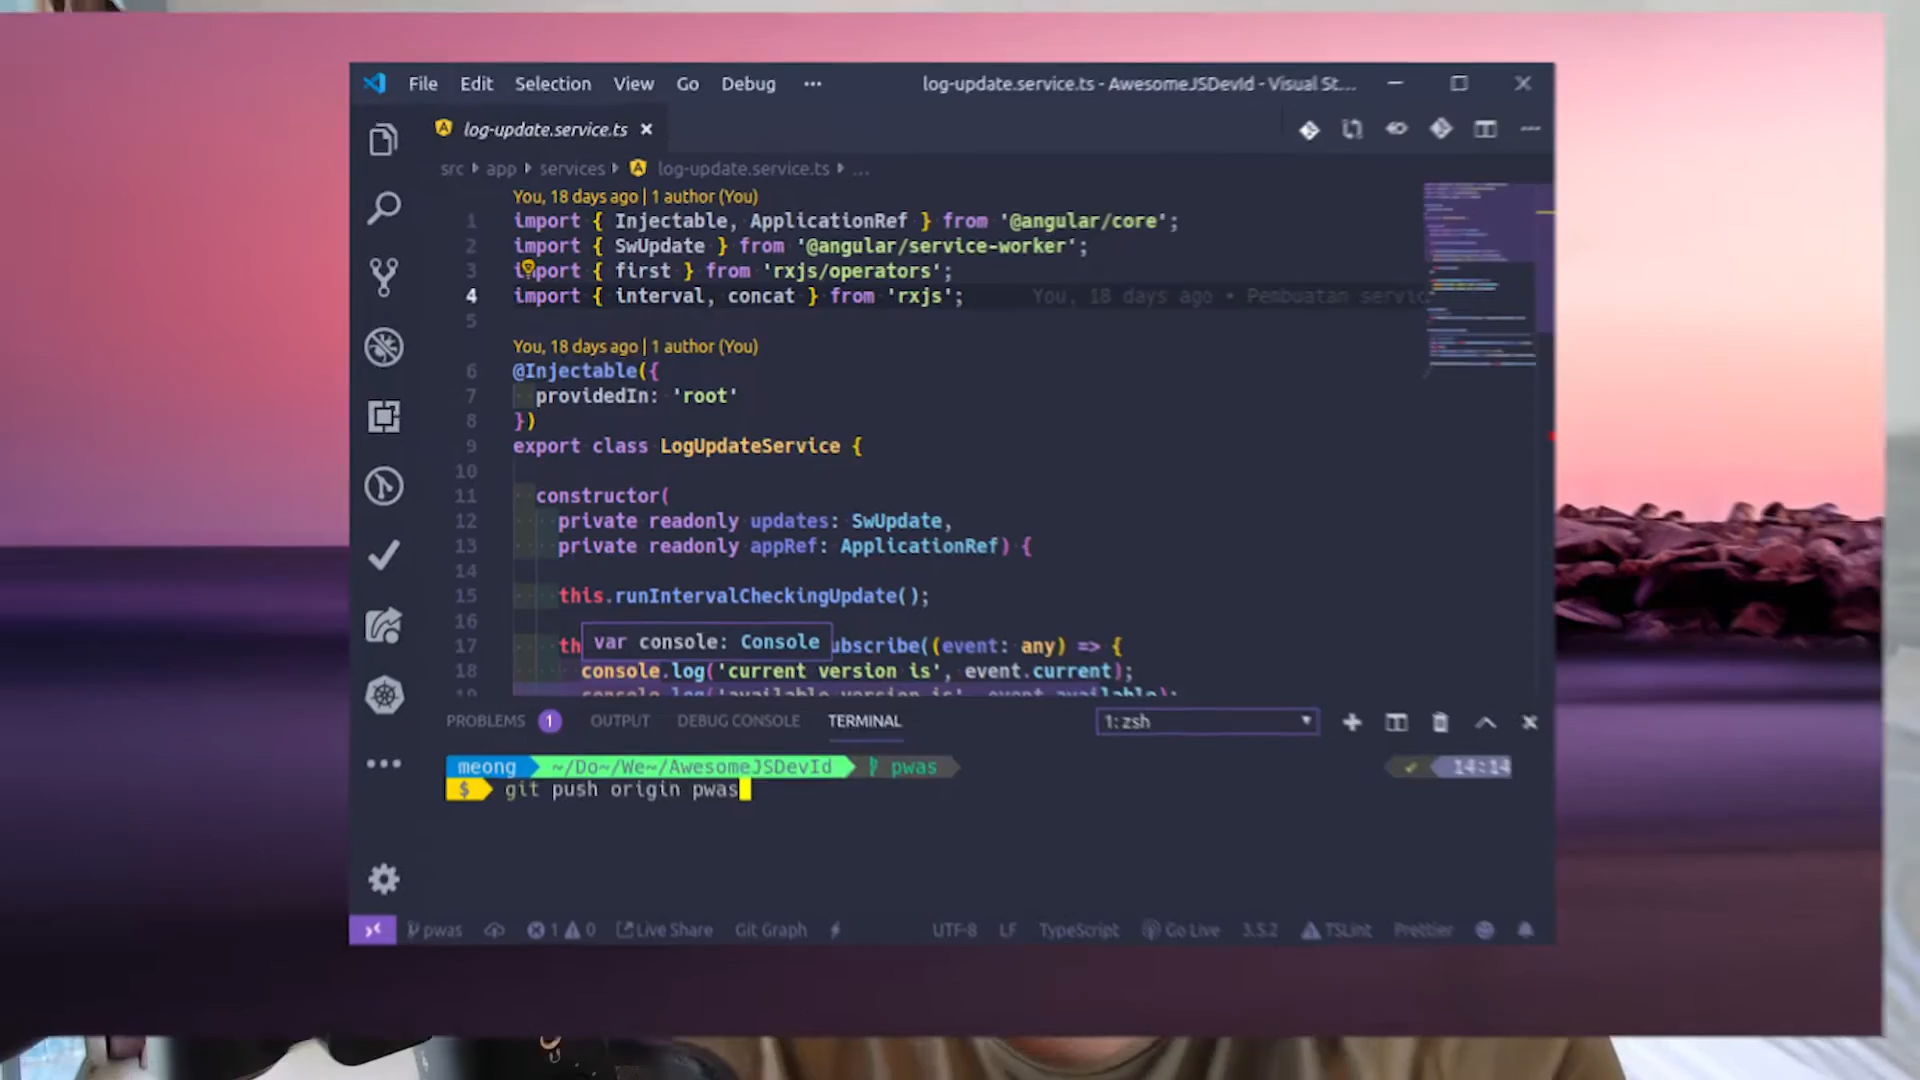 File Edit Selection View Go Debug ··· log-update.service.ts - AwesomeJSDevId - Visual St...
log-update.service.ts
src app services log-update.service.ts ...
You, 18 days ago | 1 author (You)
1 import { Injectable, ApplicationRef } from '@angular/core';
2 import { SwUpdate } from '@angular/service-worker';
3 import { first } from 'rxjs/operators';
4 import { interval, concat } from 'rxjs'; You, 18 days ago • Pembuatan servic
5
You, 18 days ago | 1 author (You)
6 @Injectable({
7 providedIn: 'root'
8 })
9 export class LogUpdateService {
10
11 constructor(
12 private readonly updates: SwUpdate,
13 private readonly appRef: ApplicationRef) {
14
15 this.runIntervalCheckingUpdate();
16
var console: Console
17 th ubscribe((event: any) => {
18 console.log('current version is', event.current);
19 console.log('available version is', event.available);
PROBLEMS 1 OUTPUT DEBUG CONSOLE TERMINAL 1: zsh
meong ~/Do~/We~/AwesomeJSDevId pwas 14:14
$ git push origin pwas
pwas 1 0 Live Share Git Graph UTF-8 LF TypeScript Go Live 3.5.2 TSLint Prettier